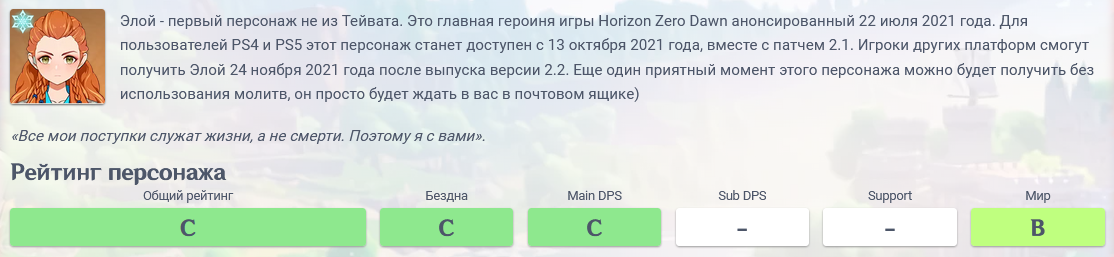 Элой - первый персонаж не из Тейвата. Это главная героиня игры Horizon Zero Dawn анонсированный 22 июля 2021 года. Для
пользователей PS4 и PS5 этот персонаж станет доступен с 13 октября 2021 года, вместе с патчем 2.1. Игроки других платформ смогут
получить Элой 24 ноября 2021 года после выпуска версии 2.2. Еще один приятный момент этого персонажа можно будет получить без
использования молитв, он просто будет ждать в вас в почтовом ящике)
«Все мои поступки служат жизни, а не смерти. Поэтому я с вами».
Рейтинг персонажа
Общий рейтинг Бездна Main DPS Sub DPS Support Мир
C C C – – B